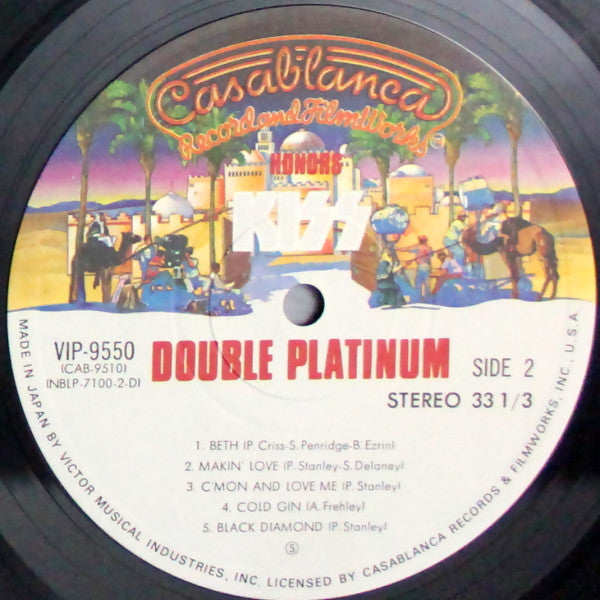 Casablanca
Record and FilmWorks
HONORS
KISS
VIP-9550
(CAB-9510)
(NBLP-7100-2-D)
DOUBLE PLATINUM
SIDE 2
STEREO 33 1/3
1. BETH (P. Criss-S. Penridge-B. Ezrin)
2. MAKIN' LOVE (P. Stanley-S. Delaney)
3. C'MON AND LOVE ME (P. Stanley)
4. COLD GIN (A. Frehley)
5. BLACK DIAMOND (P. Stanley)
Ⓢ
MADE IN JAPAN BY VICTOR MUSICAL INDUSTRIES, INC. LICENSED BY CASABLANCA RECORDS & FILMWORKS, INC., U.S.A.